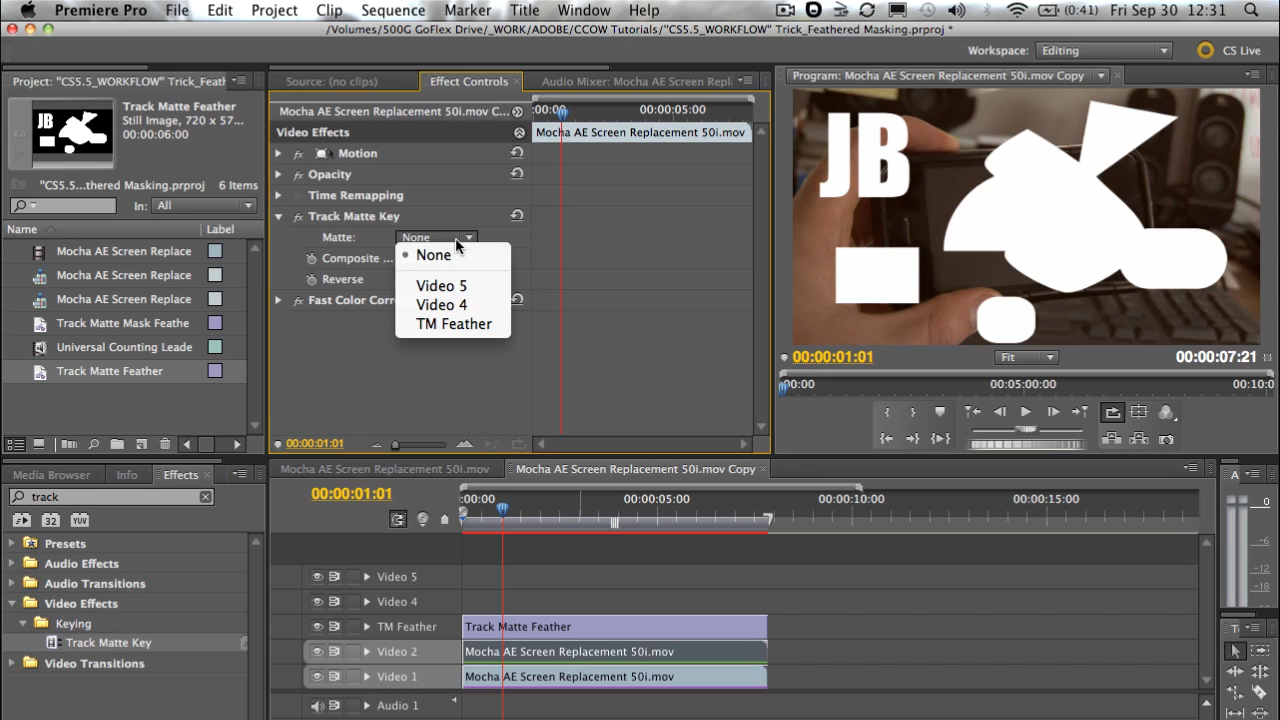 Premiere Pro File Edit Project Clip Sequence Marker Title Window Help (0:41) Fri Sep 30 12:31
/Volumes/500G GoFlex Drive/_WORK/ADOBE/CCOW Tutorials/"CS5.5_WORKFLOW" Trick_Feathered Masking.prproj *
Workspace: Editing CS Live
Project: "CS5.5_WORKFLOW" Trick_Feath
Track Matte Feather
Still Image, 720 x 57...
00:00:06:00
JB
"CS5.5...thered Masking.prproj 6 Items
In: All
Name Label
Mocha AE Screen Replace
Mocha AE Screen Replace
Mocha AE Screen Replace
Track Matte Mask Feathe
Universal Counting Leade
Track Matte Feather
Source: (no clips) Effect Controls × Audio Mixer: Mocha AE Screen Repl
Mocha AE Screen Replacement 50i.mov C... :00:00 00:00:05:00
Video Effects Mocha AE Screen Replacement 50i.mov
fx Motion
fx Opacity
fx Time Remapping
fx Track Matte Key
Matte: None
Composite ...
Reverse
fx Fast Color Corr
None
Video 5
Video 4
TM Feather
00:00:01:01
Program: Mocha AE Screen Replacement 50i.mov Copy ×
JB
00:00:01:01 Fit 00:00:07:21
00:00 00:05:00:00 00:10:0
Media Browser Info Effects ×
track
32 YUV
Presets
Audio Effects
Audio Transitions
Video Effects
Keying
Track Matte Key
Video Transitions
Mocha AE Screen Replacement 50i.mov Mocha AE Screen Replacement 50i.mov Copy ×
00:00:01:01 :00:00 00:00:05:00 00:00:10:00 00:00:15:00
Video 5
Video 4
TM Feather Track Matte Feather
Video 2 Mocha AE Screen Replacement 50i.mov
Video 1 Mocha AE Screen Replacement 50i.mov
Audio 1
A
0
-6
-12
-18
T